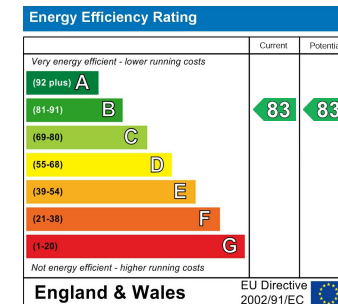 Energy Efficiency Rating
Current Potentia
Very energy efficient - lower running costs
(92 plus) A
(81-91) B 83 83
(69-80) C
(55-68) D
(39-54) E
(21-38) F
(1-20) G
Not energy efficient - higher running costs
England & Wales
EU Directive
2002/91/EC